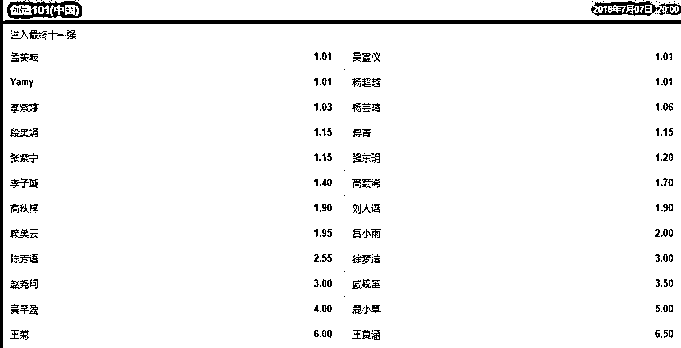 创造101(中国) 2018年7月07日 20:00
进入最终十一强
孟美岐 1.01 吴宣仪 1.01
Yamy 1.01 杨超越 1.01
李紫婷 1.03 杨芸晴 1.06
段奥娟 1.15 傅菁 1.15
张紫宁 1.15 强东玥 1.20
李子璇 1.40 高颖浠 1.70
高秋梓 1.90 刘人语 1.90
赖美云 1.95 吕小雨 2.00
陈芳语 2.55 徐梦洁 3.00
赵尧珂 3.00 戚砚笛 3.50
吴芊盈 4.00 鹿小草 5.00
王菊 6.00 王莫涵 6.50